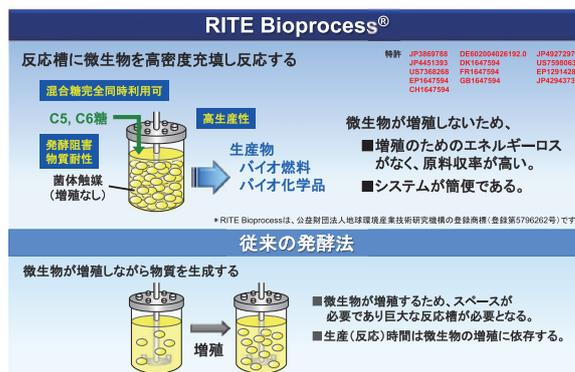 RITE Bioprocess®
反応槽に微生物を高密度充填し反応する
特許 JP3869788 DE602004026192.0 JP4927297
JP4451393 DK1647594 US7598063
US7368268 FR1647594 EP1291428
EP1647594 GB1647594 JP4294373
CH1647594
混合糖完全同時利用可
C5, C6糖
高生産性
発酵阻害
物質耐性
菌体触媒
(増殖なし)
生産物
バイオ燃料
バイオ化学品
微生物が増殖しないため、
■増殖のためのエネルギーロス
がなく、原料収率が高い。
■システムが簡便である。
*RITE Bioprocessは、公益財団法人地球環境産業技術研究機構の登録商標(登録第5796262号)です
従来の発酵法
微生物が増殖しながら物質を生成する
増殖
■微生物が増殖するため、スペースが
必要であり巨大な反応槽が必要となる。
■生産(反応)時間は微生物の増殖に依存する。